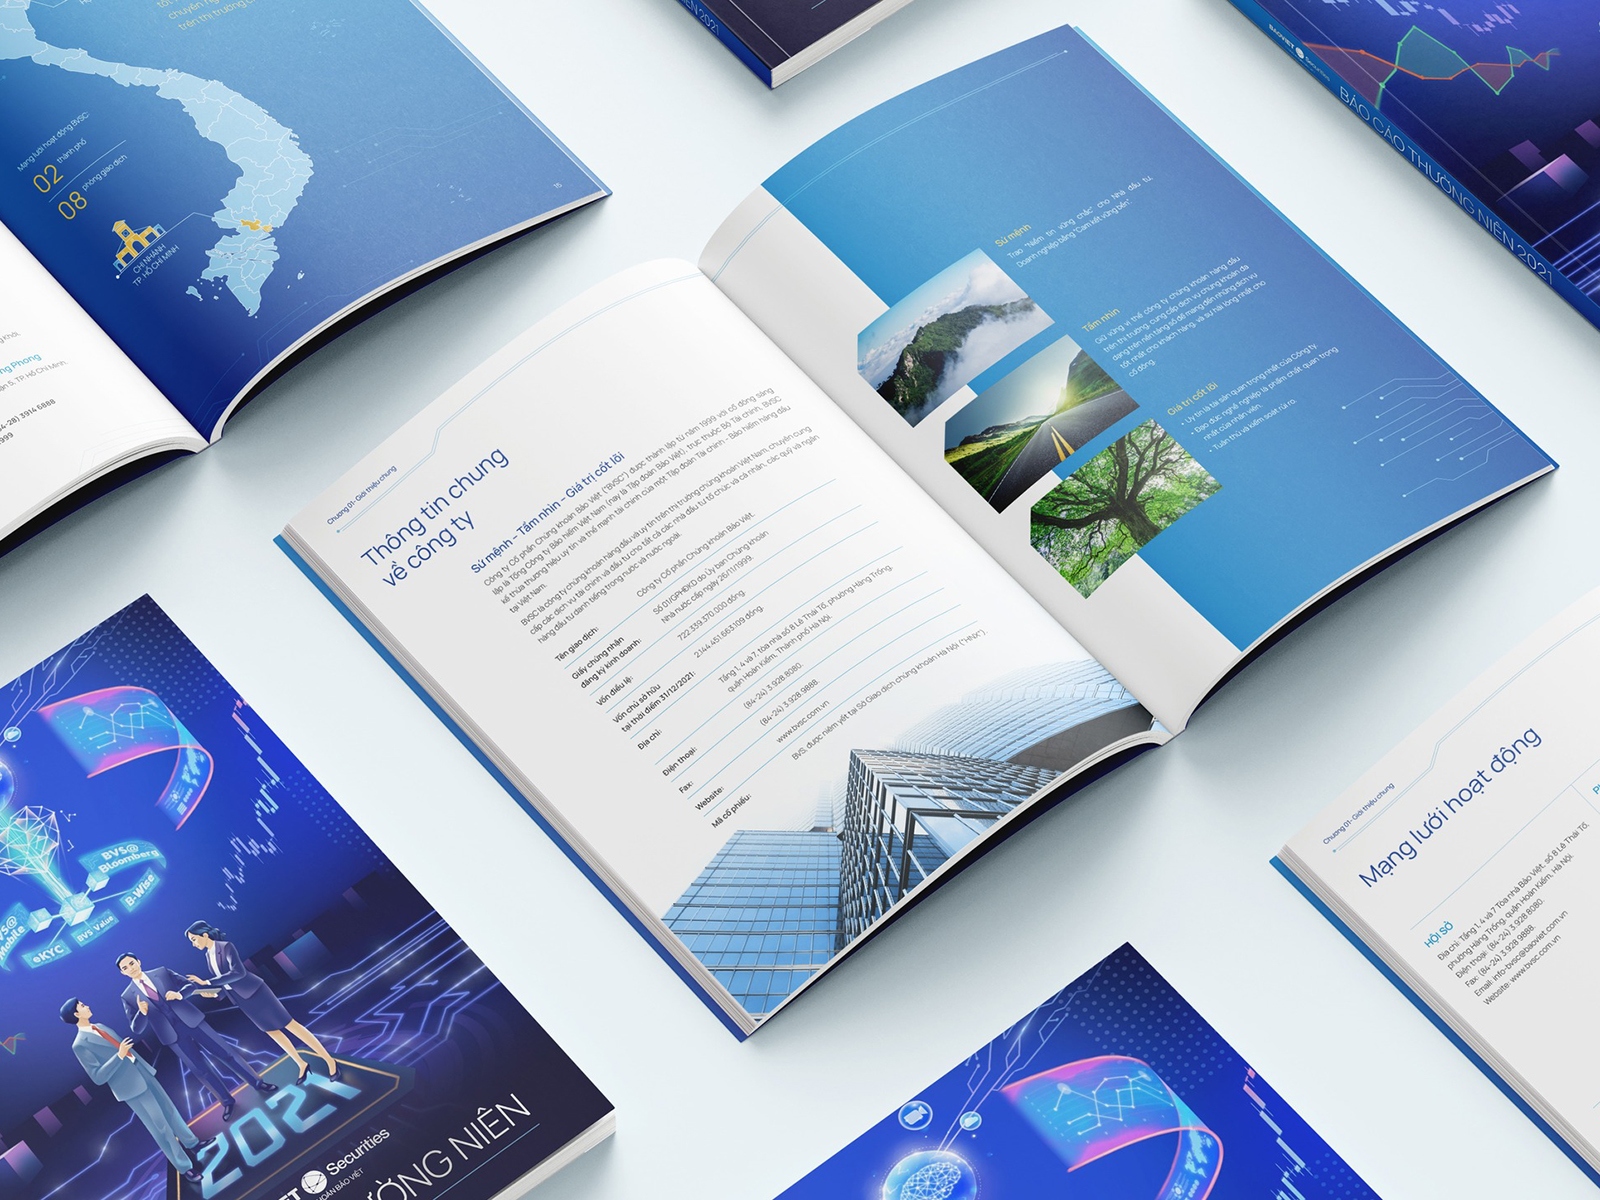 Mạng lưới hoạt động BVSC:
02 thành phố
08 phòng giao dịch
CHI NHÁNH
TP. HỒ CHÍ MINH
15
BAOVIET Securities
BÁO CÁO THƯỜNG NIÊN 2021
Chương 01- Giới thiệu chung
Thông tin chung
về công ty
Sứ mệnh - Tầm nhìn - Giá trị cốt lõi
Công ty Cổ phần Chứng khoán Bảo Việt ("BVSC") được thành lập từ năm 1999 với cổ đông sáng
lập là Tổng Công ty Bảo hiểm Việt Nam (nay là Tập đoàn Bảo Việt), trực thuộc Bộ Tài chính. BVSC
kế thừa thương hiệu uy tín và thế mạnh tài chính của một Tập đoàn Tài chính - Bảo hiểm hàng đầu
tại Việt Nam.
BVSC là công ty chứng khoán hàng đầu và uy tín trên thị trường chứng khoán Việt Nam, chuyên cung
cấp các dịch vụ tài chính và đầu tư cho tất cả các nhà đầu tư tổ chức và cá nhân, các quỹ và ngân
hàng đầu tư danh tiếng trong nước và nước ngoài.
Tên giao dịch: Công ty Cổ phần Chứng khoán Bảo Việt.
Giấy chứng nhận Số 01/GPHĐKD do Ủy ban Chứng khoán
đăng ký kinh doanh: Nhà nước cấp ngày 26/11/1999.
Vốn điều lệ: 722.339.370.000 đồng.
Vốn chủ sở hữu
tại thời điểm 31/12/2021: 2.144.451.663.109 đồng.
Địa chỉ: Tầng 1, 4 và 7, tòa nhà số 8 Lê Thái Tổ, phường Hàng Trống,
quận Hoàn Kiếm, Thành phố Hà Nội.
Điện thoại: (84-24) 3 928 8080.
Fax: (84-24) 3 928 9888.
Website: www.bvsc.com.vn
Mã cổ phiếu: BVS, được niêm yết tại Sở Giao dịch chứng khoán Hà Nội ("HNX").
Sứ mệnh
Trao "Niềm tin vững chắc" cho Nhà đầu tư,
Doanh nghiệp bằng "Cam kết vững bền".
Tầm nhìn
Giữ vững vị thế công ty chứng khoán hàng đầu
trên thị trường, cung cấp dịch vụ chứng khoán đa
dạng trên nền tảng số để mang đến những dịch vụ
tốt nhất cho khách hàng, và sự hài lòng nhất cho
cổ đông.
Giá trị cốt lõi
• Uy tín là tài sản quan trọng nhất của Công ty.
• Đạo đức nghề nghiệp là phẩm chất quan trọng
nhất của nhân viên.
• Tuân thủ và kiểm soát rủi ro.
BVS@
Bloomberg
B-Wise
BVS Value
eKYC
BVS@
Mobile
2021
Securities
Chương 01- Giới thiệu chung
Mạng lưới hoạt động
HỘI SỞ
Địa chỉ: Tầng 1, 4 và 7 Tòa nhà Bảo Việt, số 8 Lê Thái Tổ,
phường Hàng Trống, quận Hoàn Kiếm, Hà Nội.
Điện thoại: (84-24) 3 928 8080.
Fax: (84-24) 3 928 9888.
Email: info-bvsc@baoviet.com.vn
Website: www.bvsc.com.vn